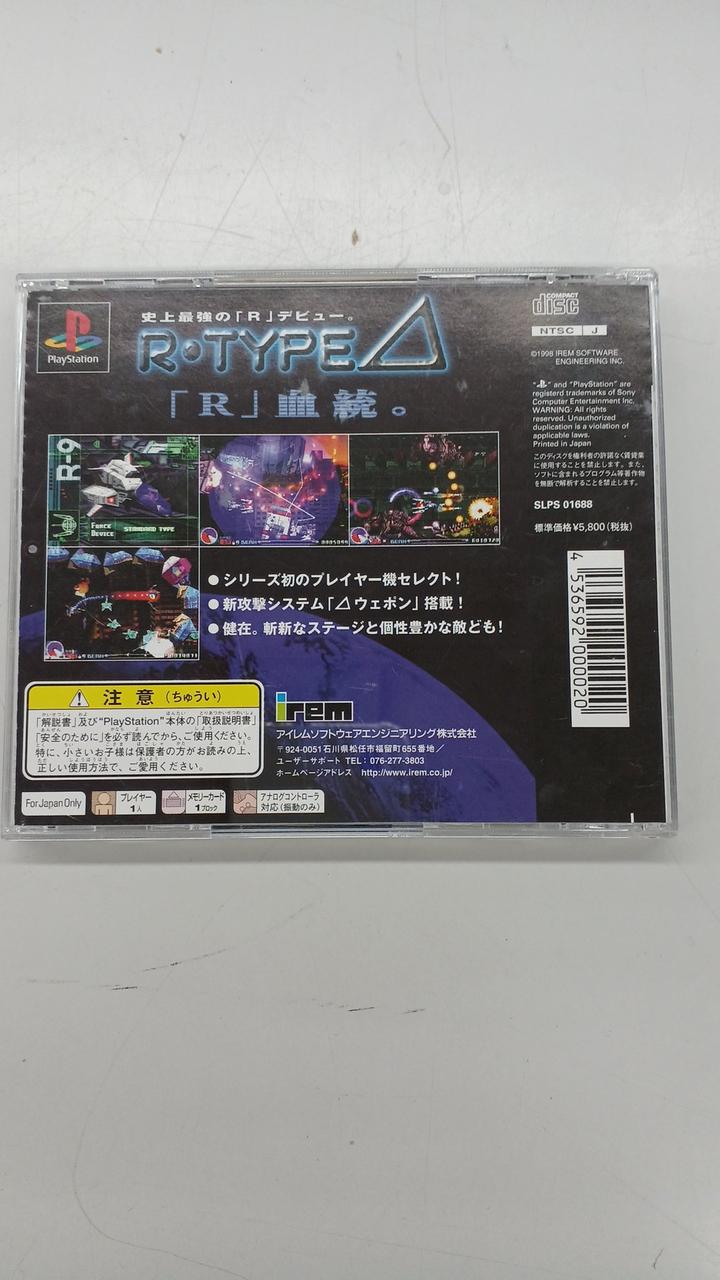 PlayStation
史上最強の「R」デビュー。
R・TYPE Δ
「R」血統。
COMPACT
disc
NTSC J
©1998 IREM SOFTWARE
ENGINEERING INC.
" " and "PlayStation" are
registerd trademarks of Sony
Computer Entertainment Inc.
WARNING: All rights
reserved. Unauthorized
duplication is a violation of
applicable laws.
Printed in Japan
このディスクを権利者の許諾なく賃貸業
に使用することを禁止します。また、
ソフトに含まれるプログラム等著作物
を無断で解析することを禁止します。
SLPS 01688
標準価格¥5,800(税抜)
4 536592 000020
R-9
FORCE
DEVICE
STANDARD TYPE
●シリーズ初のプレイヤー機セレクト!
●新攻撃システム「Δウェポン」搭載!
●健在。斬新なステージと個性豊かな敵ども!
注意(ちゅうい)
「解説書」及び"PlayStation"本体の「取扱説明書」
「安全のために」を必ず読んでから、ご使用ください。
特に、小さいお子様は保護者の方がお読みの上、
正しい使用方法で、ご愛用ください。
irem
アイレムソフトウェアエンジニアリング株式会社
〒924-0051石川県松任市福留町655番地/
ユーザーサポート TEL:076-277-3803
ホームページアドレス http://www.irem.co.jp/
For Japan Only
プレイヤー
1人
メモリーカード
1ブロック
アナログコントローラ
対応(振動のみ)